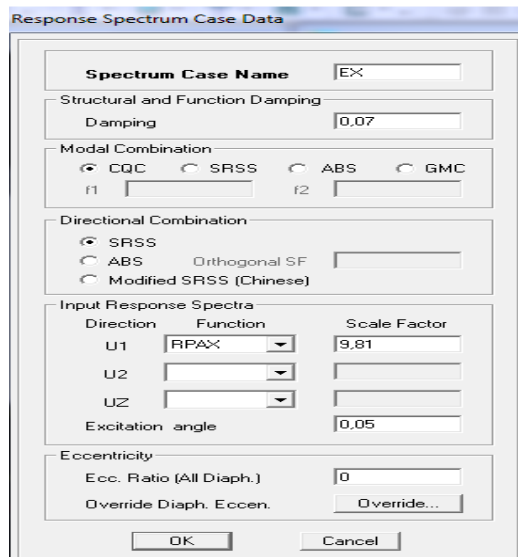 Response Spectrum Case Data
Spectrum Case Name EX
Structural and Function Damping
Damping 0,07
Modal Combination
CQC SRSS ABS GMC
f1 f2
Directional Combination
SRSS
ABS Orthogonal SF
Modified SRSS (Chinese)
Input Response Spectra
Direction Function Scale Factor
U1 RPAX 9,81
U2
UZ
Excitation angle 0,05
Eccentricity
Ecc. Ratio (All Diaph.) 0
Override Diaph. Eccen. Override...
OK Cancel